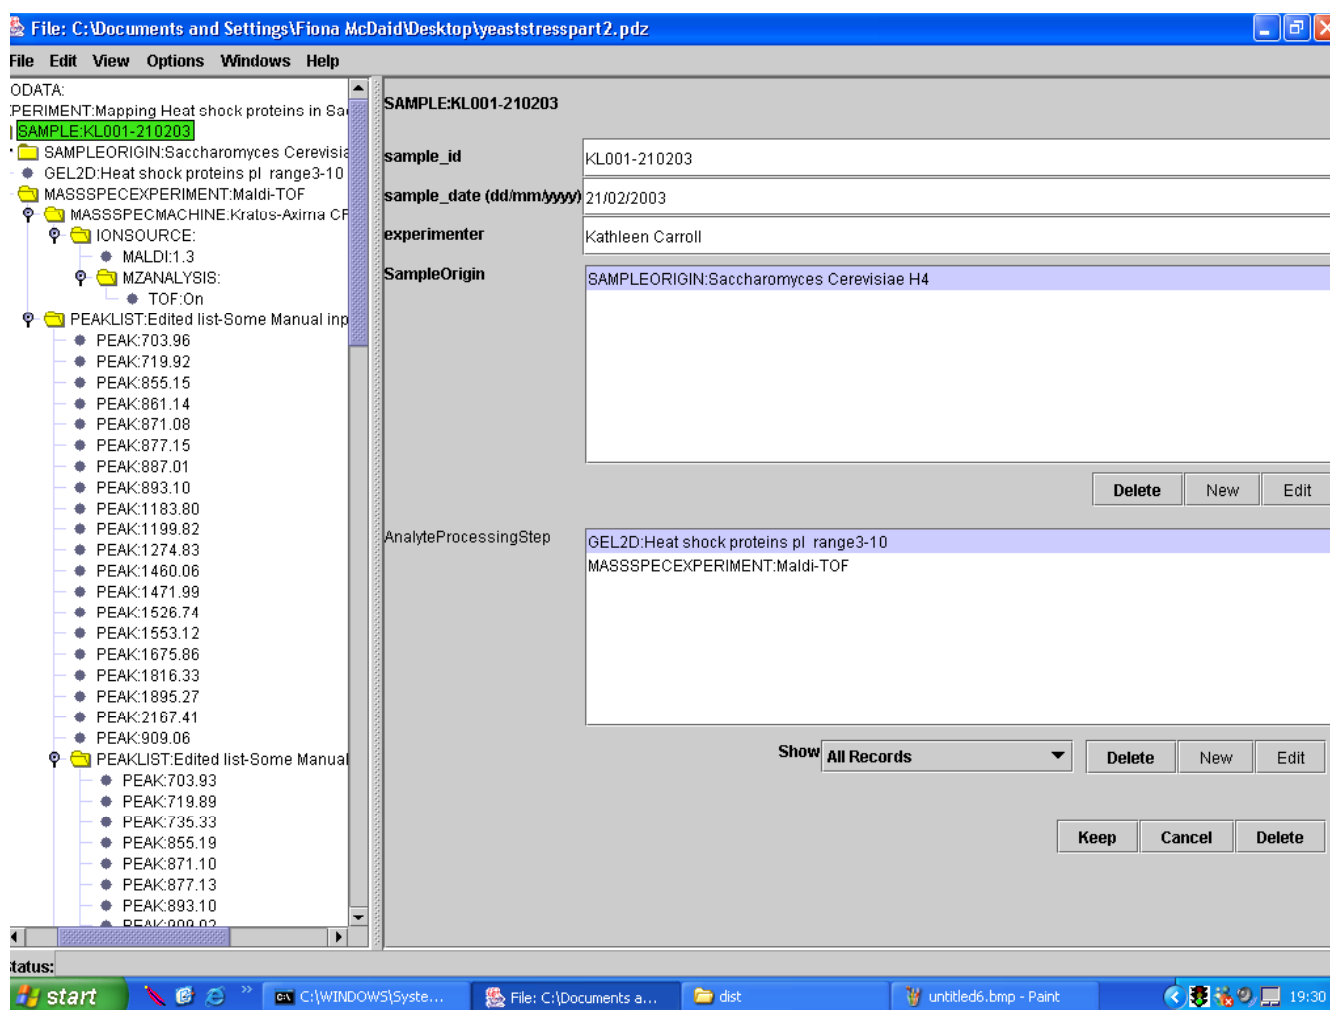 File: C:\Documents and Settings\Fiona McDaid\Desktop\yeaststresspart2.pdz
File Edit View Options Windows Help
ODATA:
PERIMENT:Mapping Heat shock proteins in Sa
SAMPLE:KL001-210203
SAMPLEORIGIN:Saccharomyces Cerevisia
GEL2D:Heat shock proteins pI range3-10
MASSSPECEXPERIMENT:Maldi-TOF
MASSSPECMACHINE:Kratos-Axima CF
IONSOURCE:
MALDI:1.3
MZANALYSIS:
TOF:On
PEAKLIST:Edited list-Some Manual inp
PEAK:703.96
PEAK:719.92
PEAK:855.15
PEAK:861.14
PEAK:871.08
PEAK:877.15
PEAK:887.01
PEAK:893.10
PEAK:1183.80
PEAK:1199.82
PEAK:1274.83
PEAK:1460.06
PEAK:1471.99
PEAK:1526.74
PEAK:1553.12
PEAK:1675.86
PEAK:1816.33
PEAK:1895.27
PEAK:2167.41
PEAK:909.06
PEAKLIST:Edited list-Some Manual
PEAK:703.93
PEAK:719.89
PEAK:735.33
PEAK:855.19
PEAK:871.10
PEAK:877.13
PEAK:893.10
PEAK:909.02
SAMPLE:KL001-210203
sample_id KL001-210203
sample_date (dd/mm/yyyy) 21/02/2003
experimenter Kathleen Carroll
SampleOrigin SAMPLEORIGIN:Saccharomyces Cerevisiae H4
Delete New Edit
AnalyteProcessingStep GEL2D:Heat shock proteins pI range3-10
MASSSPECEXPERIMENT:Maldi-TOF
Show All Records Delete New Edit
Keep Cancel Delete
tatus:
start » C:\WINDOWS\Syste... File: C:\Documents a... dist untitled6.bmp - Paint 19:30